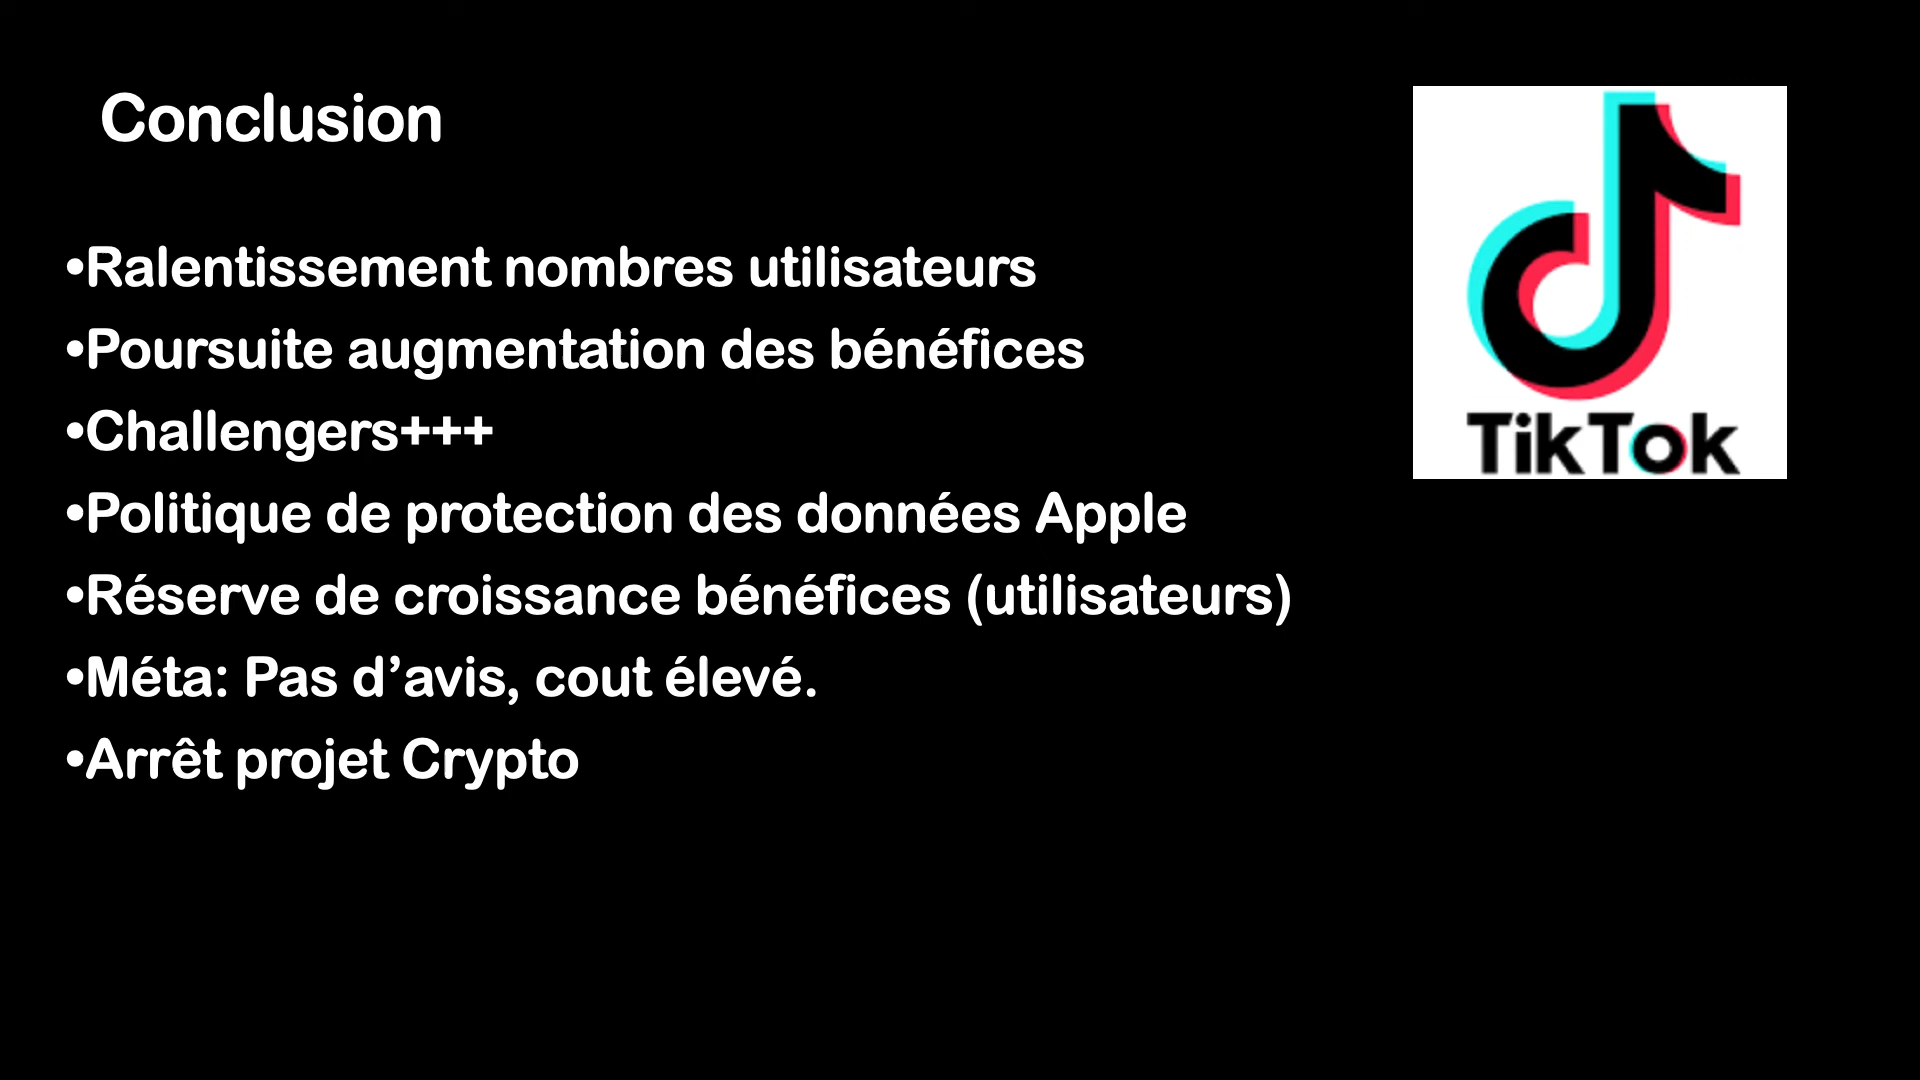 Conclusion
•Ralentissement nombres utilisateurs
•Poursuite augmentation des bénéfices
•Challengers+++
•Politique de protection des données Apple
•Réserve de croissance bénéfices (utilisateurs)
•Méta: Pas d’avis, cout élevé.
•Arrêt projet Crypto
TikTok